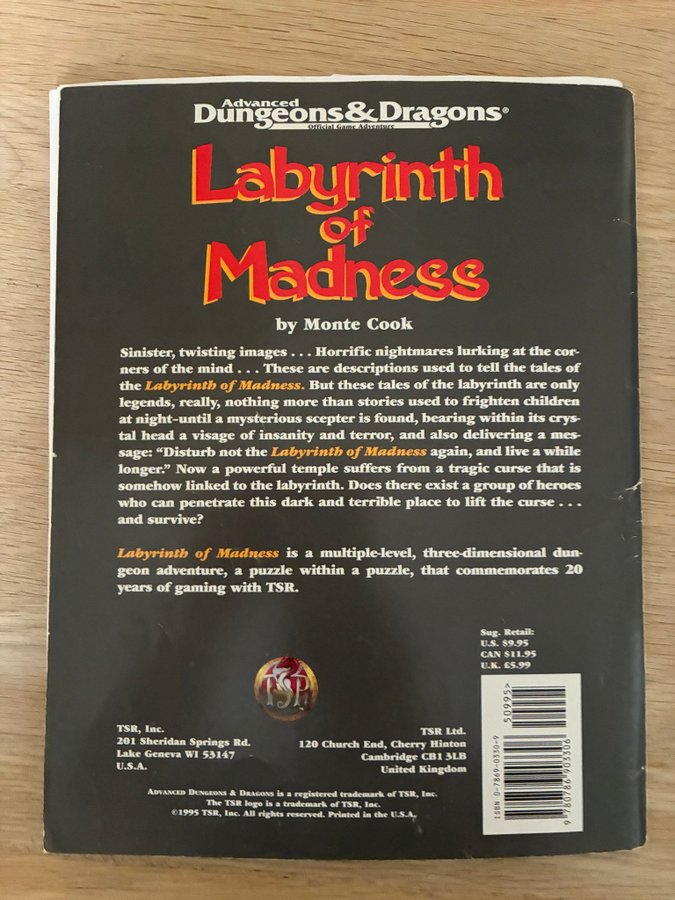 Advanced
Dungeons & Dragons®
Official Game Adventure
Labyrinth
of
Madness
by Monte Cook
Sinister, twisting images . . . Horrific nightmares lurking at the cor-
ners of the mind . . . These are descriptions used to tell the tales of
the Labyrinth of Madness. But these tales of the labyrinth are only
legends, really, nothing more than stories used to frighten children
at night–until a mysterious scepter is found, bearing within its crys-
tal head a visage of insanity and terror, and also delivering a mes-
sage: “Disturb not the Labyrinth of Madness again, and live a while
longer.” Now a powerful temple suffers from a tragic curse that is
somehow linked to the labyrinth. Does there exist a group of heroes
who can penetrate this dark and terrible place to lift the curse . . .
and survive?
Labyrinth of Madness is a multiple-level, three-dimensional dun-
geon adventure, a puzzle within a puzzle, that commemorates 20
years of gaming with TSR.
Sug. Retail:
U.S. $9.95
CAN $11.95
U.K. £5.99
TSR
TSR, Inc.
201 Sheridan Springs Rd.
Lake Geneva WI 53147
U.S.A.
TSR Ltd.
120 Church End, Cherry Hinton
Cambridge CB1 3LB
United Kingdom
50995>
ISBN 0-7869-0330-9
9780786903306
ADVANCED DUNGEONS & DRAGONS is a registered trademark of TSR, Inc.
The TSR logo is a trademark of TSR, Inc.
©1995 TSR, Inc. All rights reserved. Printed in the U.S.A.